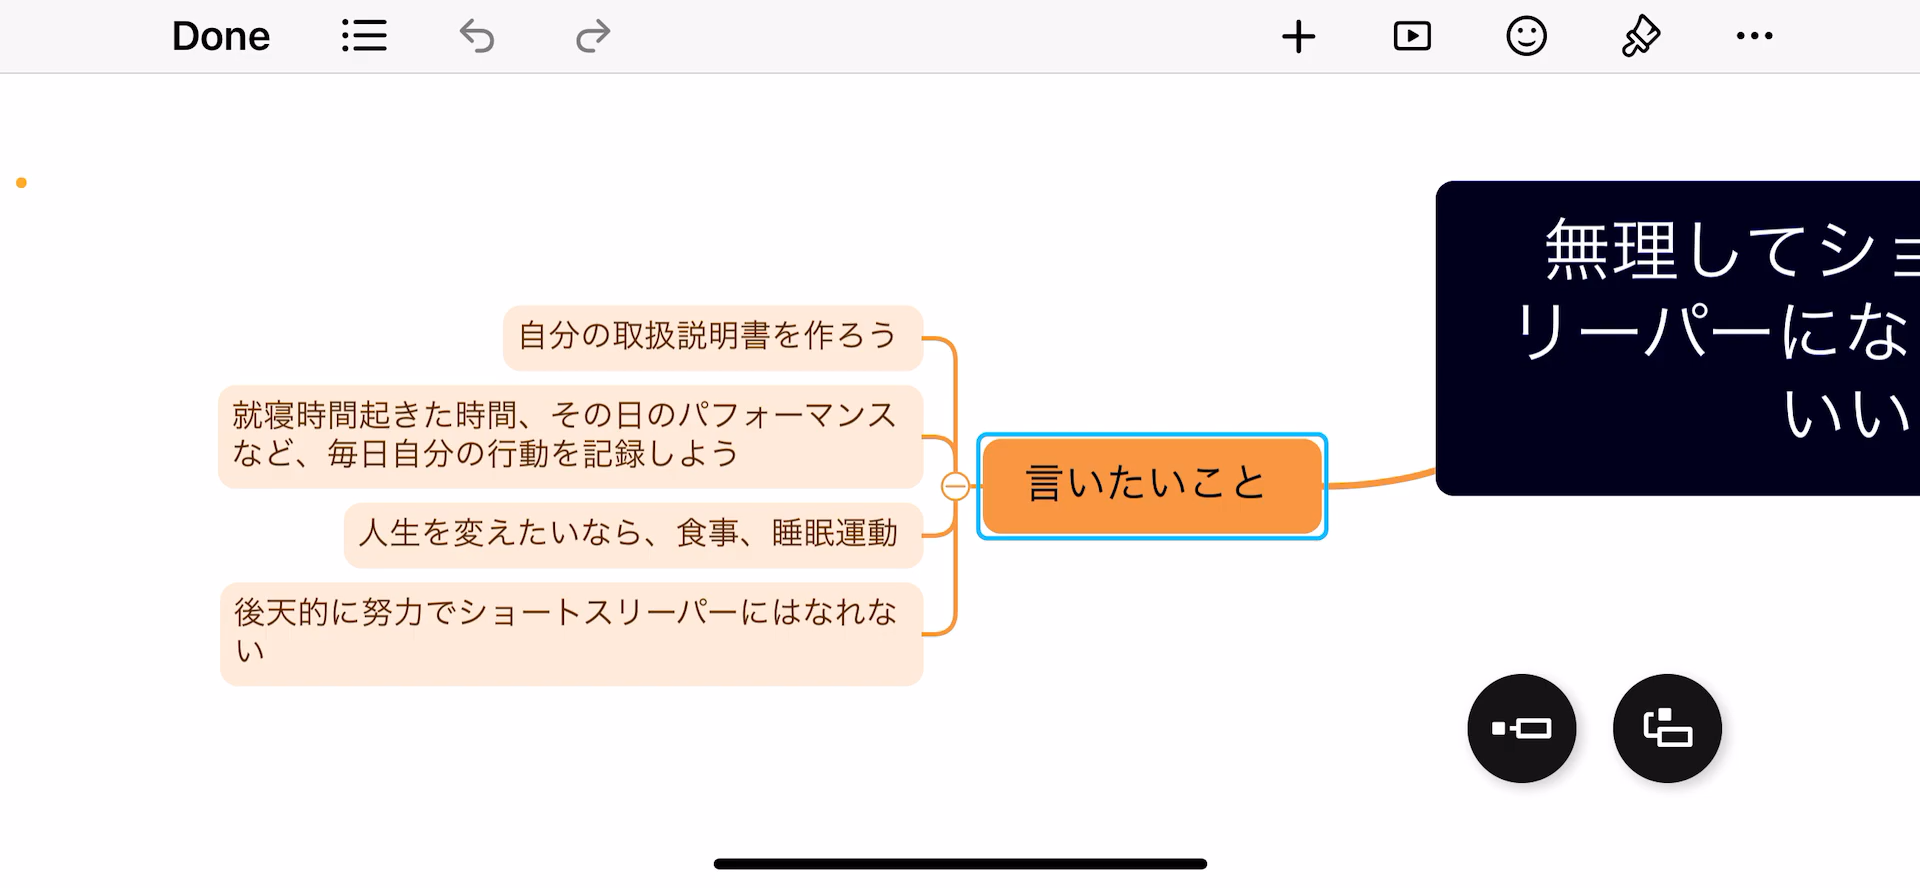 Done
自分の取扱説明書を作ろう
就寝時間起きた時間、その日のパフォーマンス
など、毎日自分の行動を記録しよう
人生を変えたいなら、食事、睡眠運動
後天的に努力でショートスリーパーにはなれな
い
言いたいこと
無理してショ
リーパーにな
いい